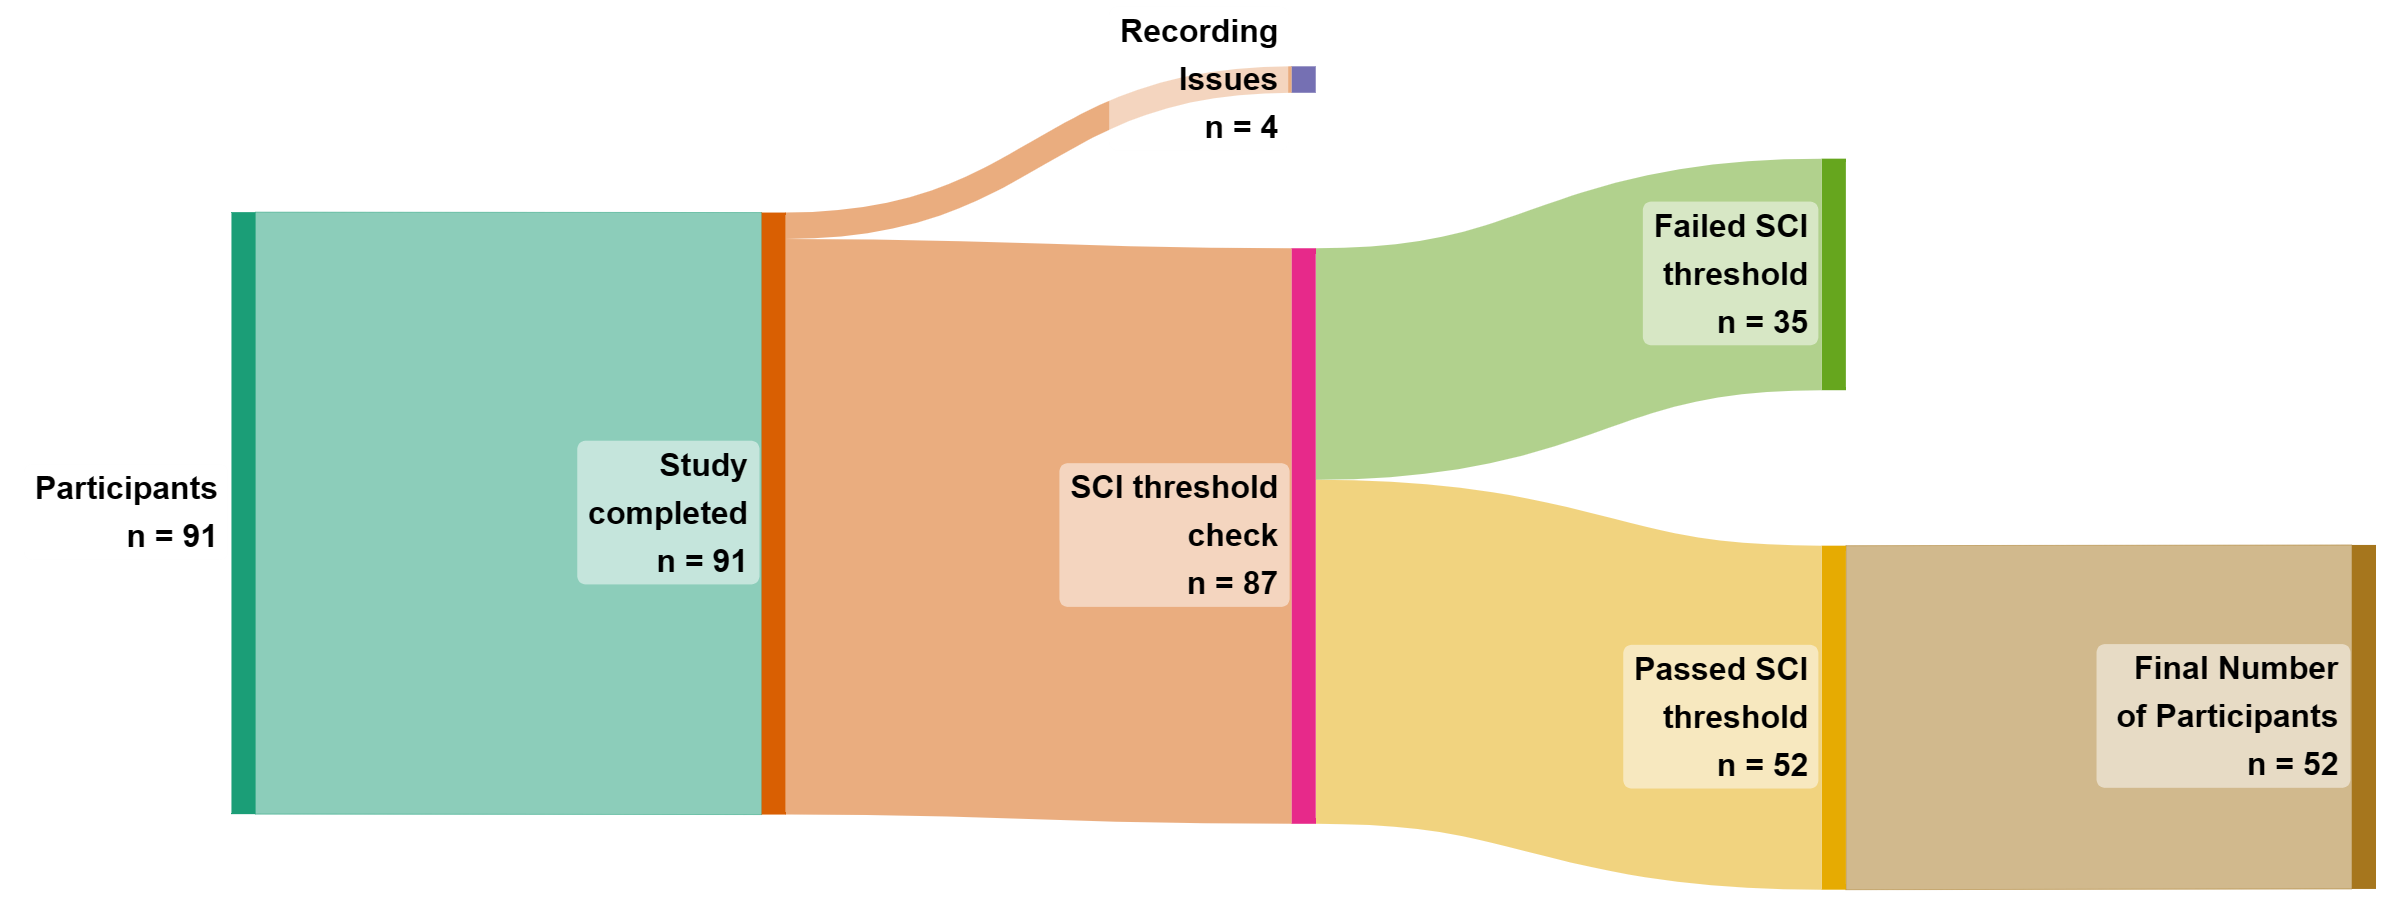 Participants
n = 91
Study
completed
n = 91
Recording
Issues
n = 4
SCI threshold
check
n = 87
Failed SCI
threshold
n = 35
Passed SCI
threshold
n = 52
Final Number
of Participants
n = 52